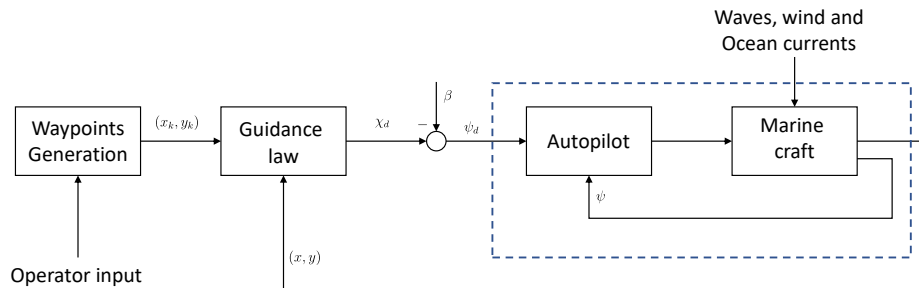 Waves, wind and
Ocean currents
β
(x_k, y_k)
χ_d
−
ψ_d
Waypoints
Generation
Guidance
law
Autopilot
Marine
craft
ψ
(x, y)
Operator input